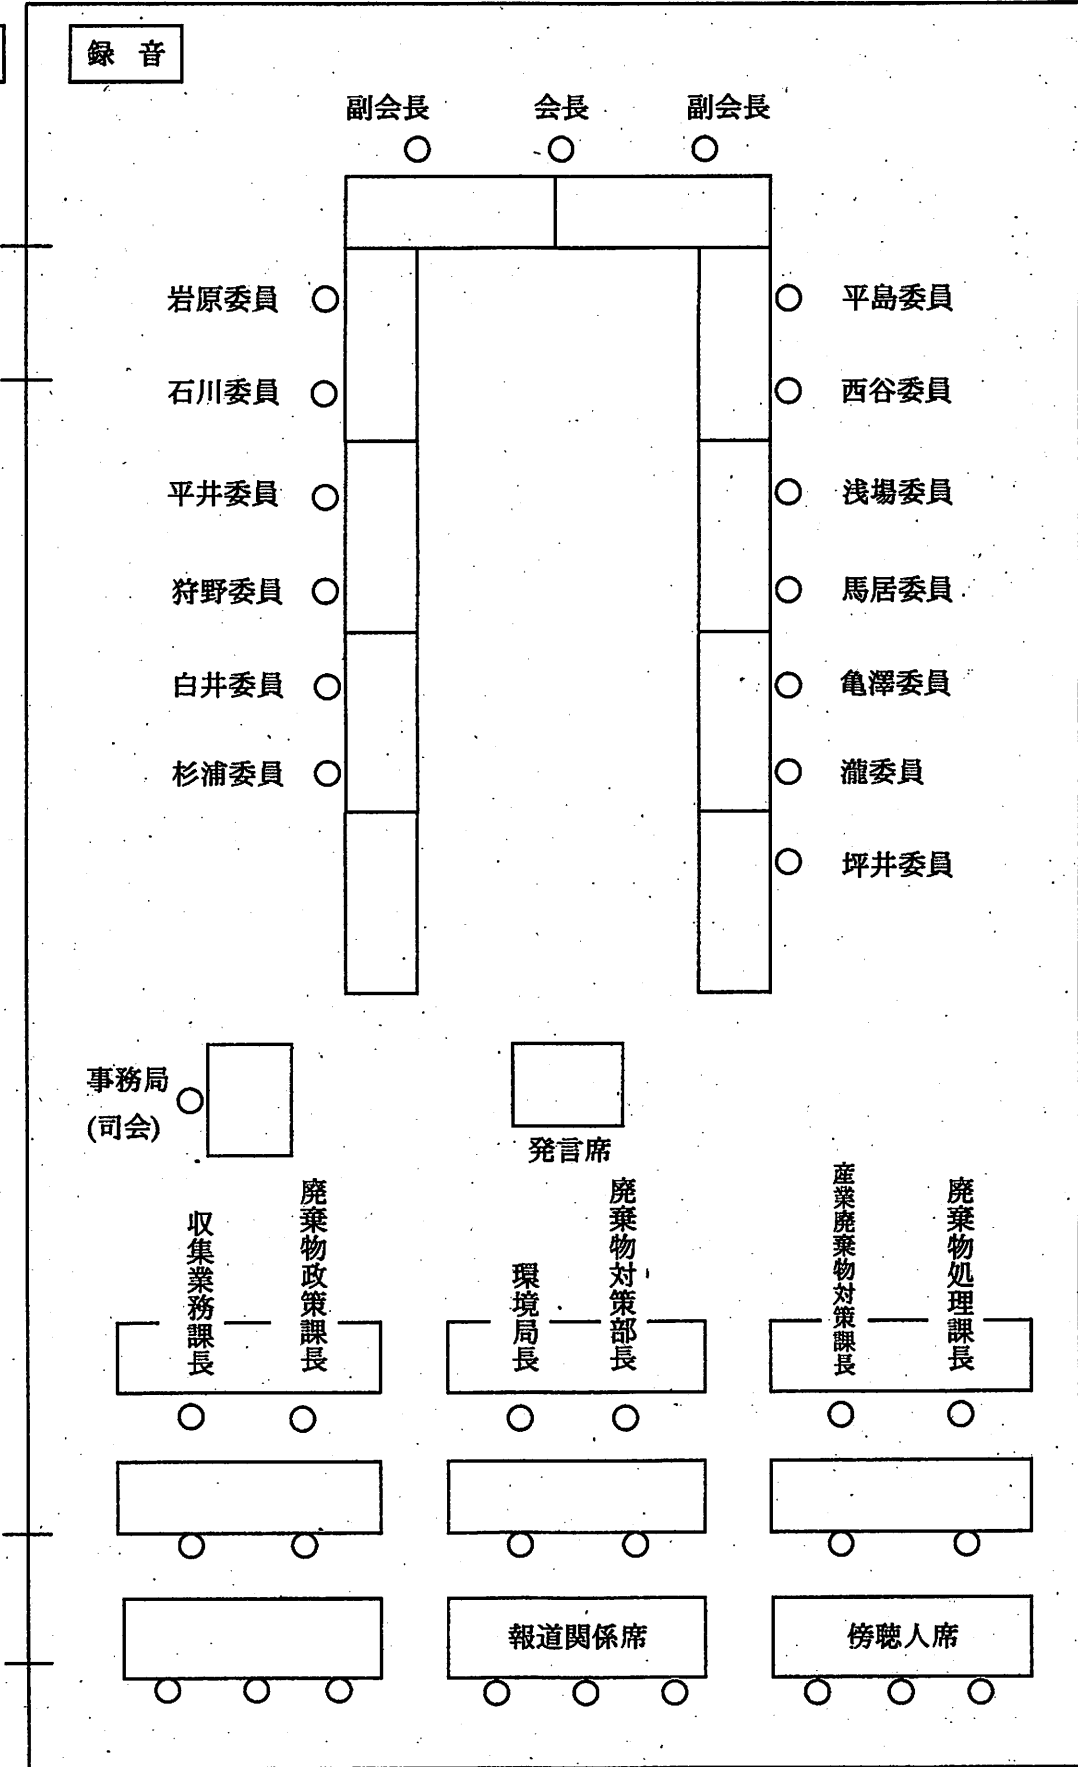 録音
副会長 会長 副会長
岩原委員 平島委員
石川委員 西谷委員
平井委員 浅場委員
狩野委員 馬居委員
白井委員 亀澤委員
杉浦委員 瀧委員
坪井委員
事務局
(司会)
発言席
収集業務課長
廃棄物政策課長
環境局長
廃棄物対策部長
産業廃棄物対策課長
廃棄物処理課長
報道関係席 傍聴人席